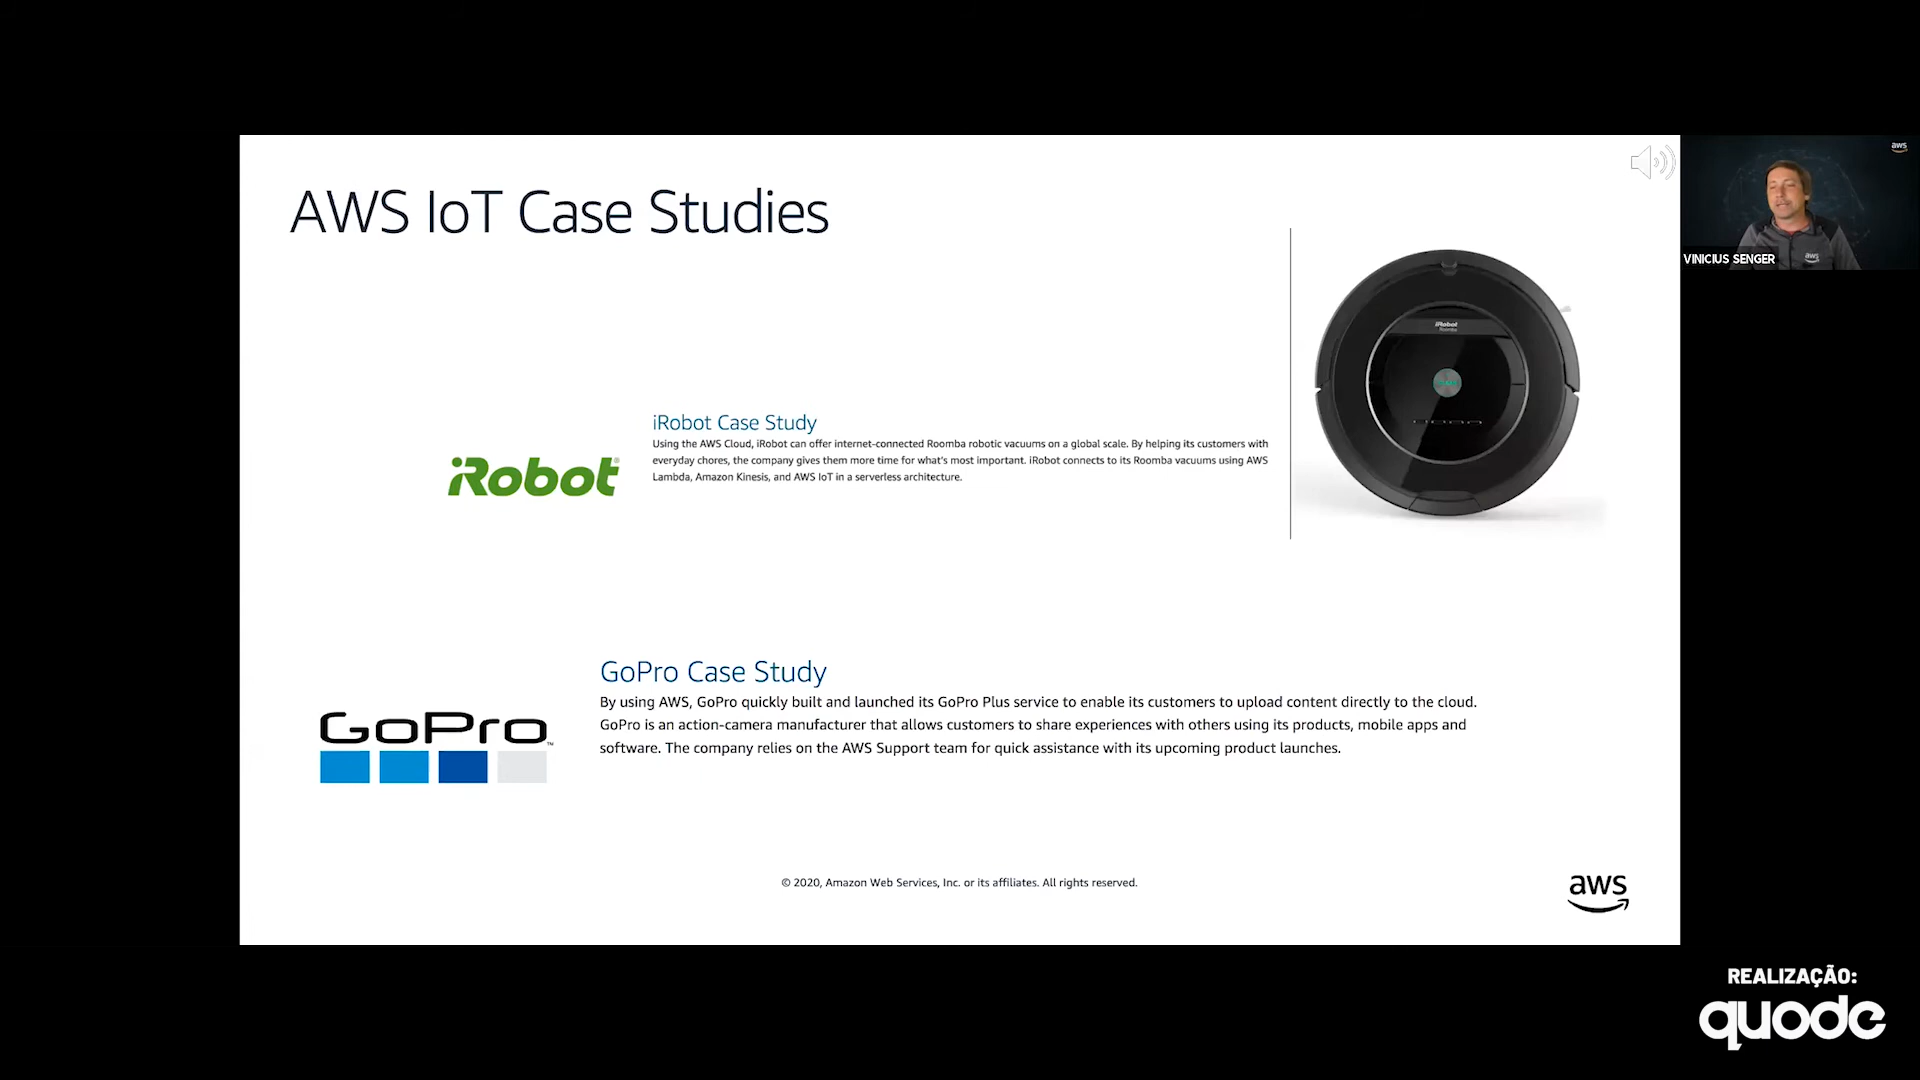 AWS IoT Case Studies
aws
VINICIUS SENGER
aws
iRobot
Roomba
iRobot Case Study
Using the AWS Cloud, iRobot can offer internet-connected Roomba robotic vacuums on a global scale. By helping its customers with
everyday chores, the company gives them more time for what's most important. iRobot connects to its Roomba vacuums using AWS
Lambda, Amazon Kinesis, and AWS IoT in a serverless architecture.
iRobot®
GoPro Case Study
By using AWS, GoPro quickly built and launched its GoPro Plus service to enable its customers to upload content directly to the cloud.
GoPro is an action-camera manufacturer that allows customers to share experiences with others using its products, mobile apps and
software. The company relies on the AWS Support team for quick assistance with its upcoming product launches.
GoPro™
© 2020, Amazon Web Services, Inc. or its affiliates. All rights reserved.
aws
REALIZAÇÃO:
quode